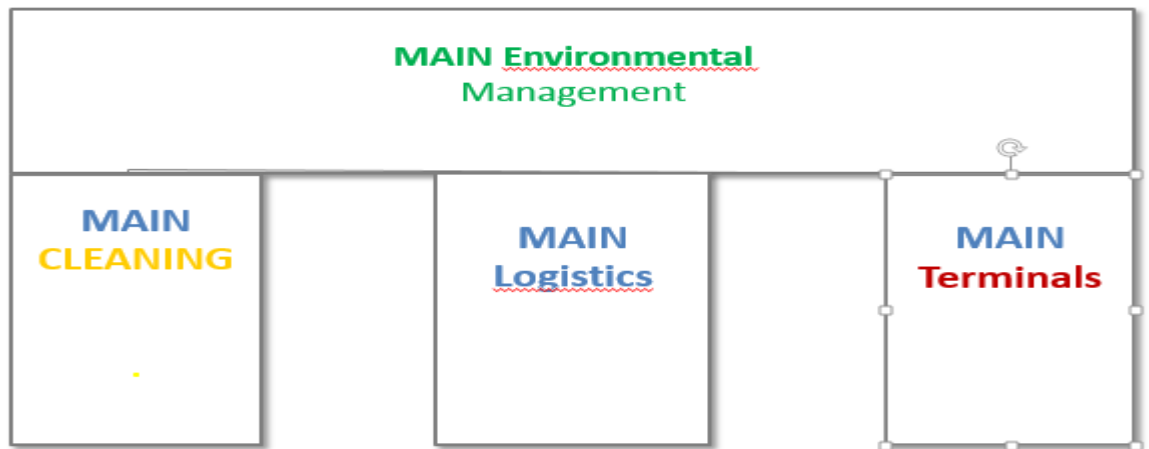 MAIN Environmental
Management
MAIN
CLEANING
.
MAIN
Logistics
MAIN
Terminals